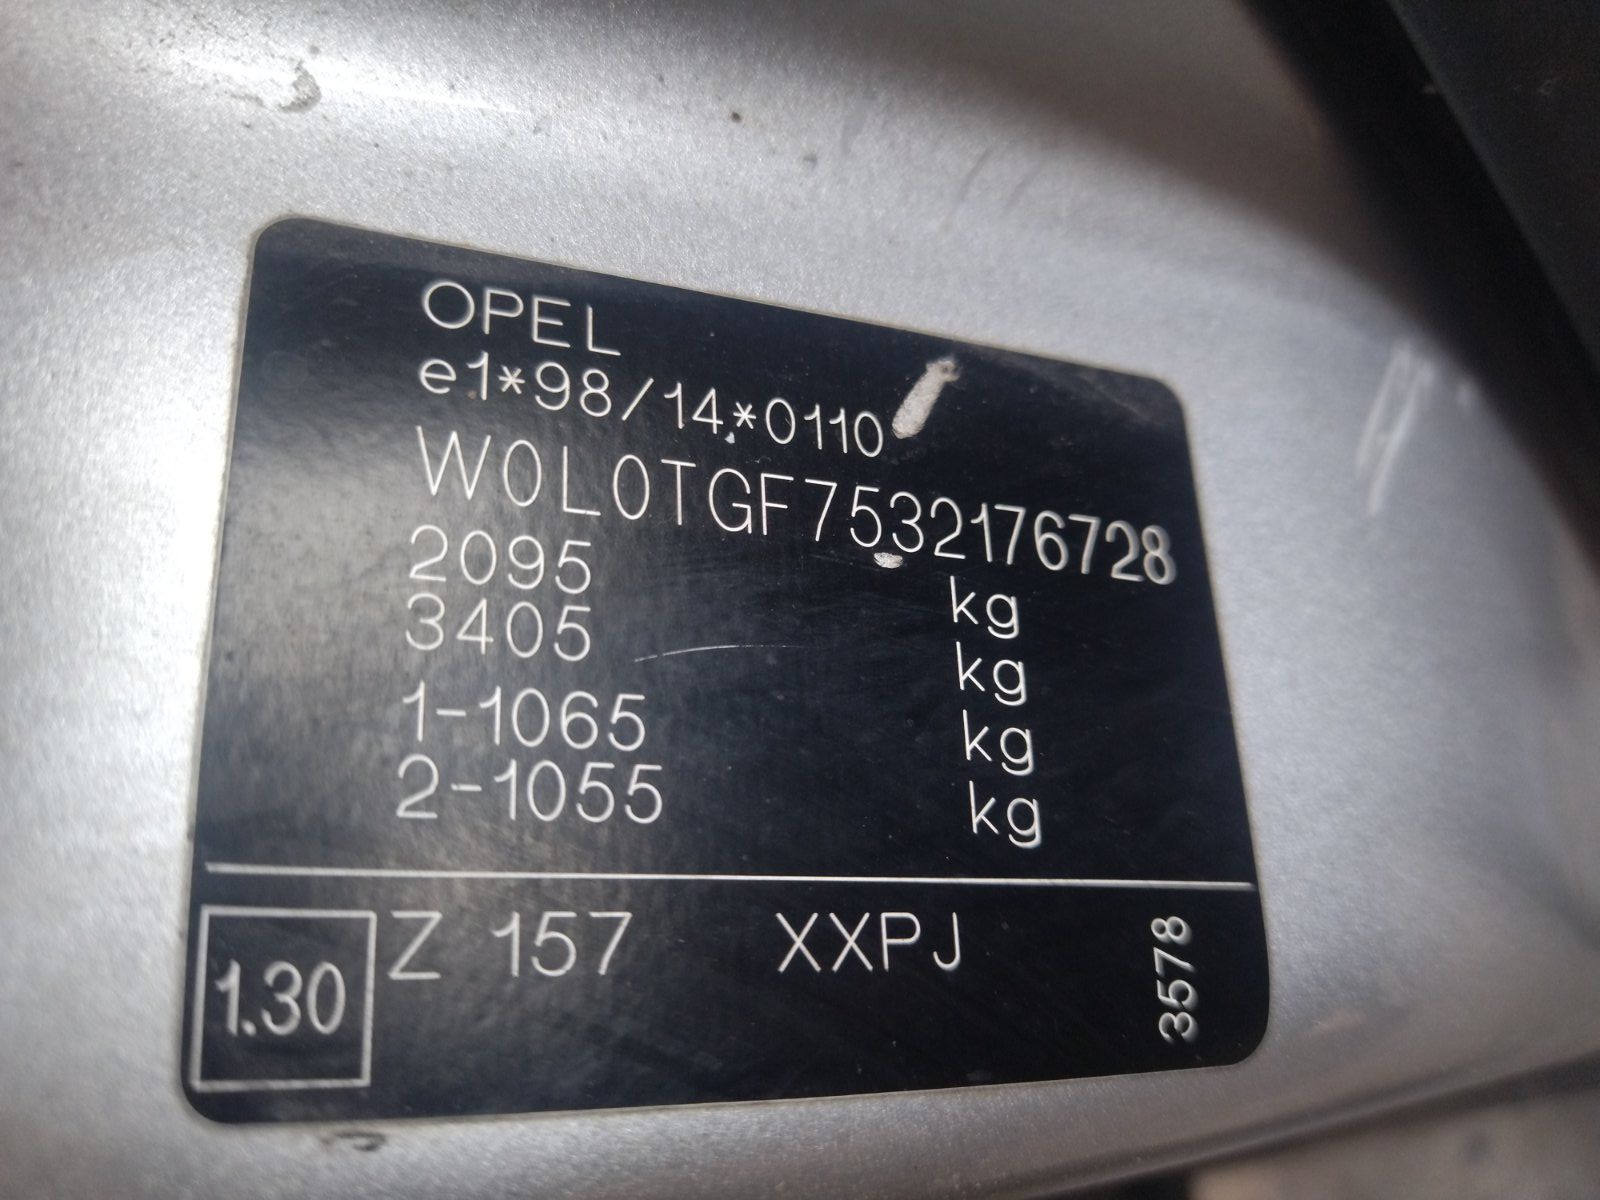 OPEL
e1*98/14*0110
W0L0TGF7532176728
2095 kg
3405 kg
1-1065 kg
2-1055 kg
1.30 Z 157 XXPJ 3578